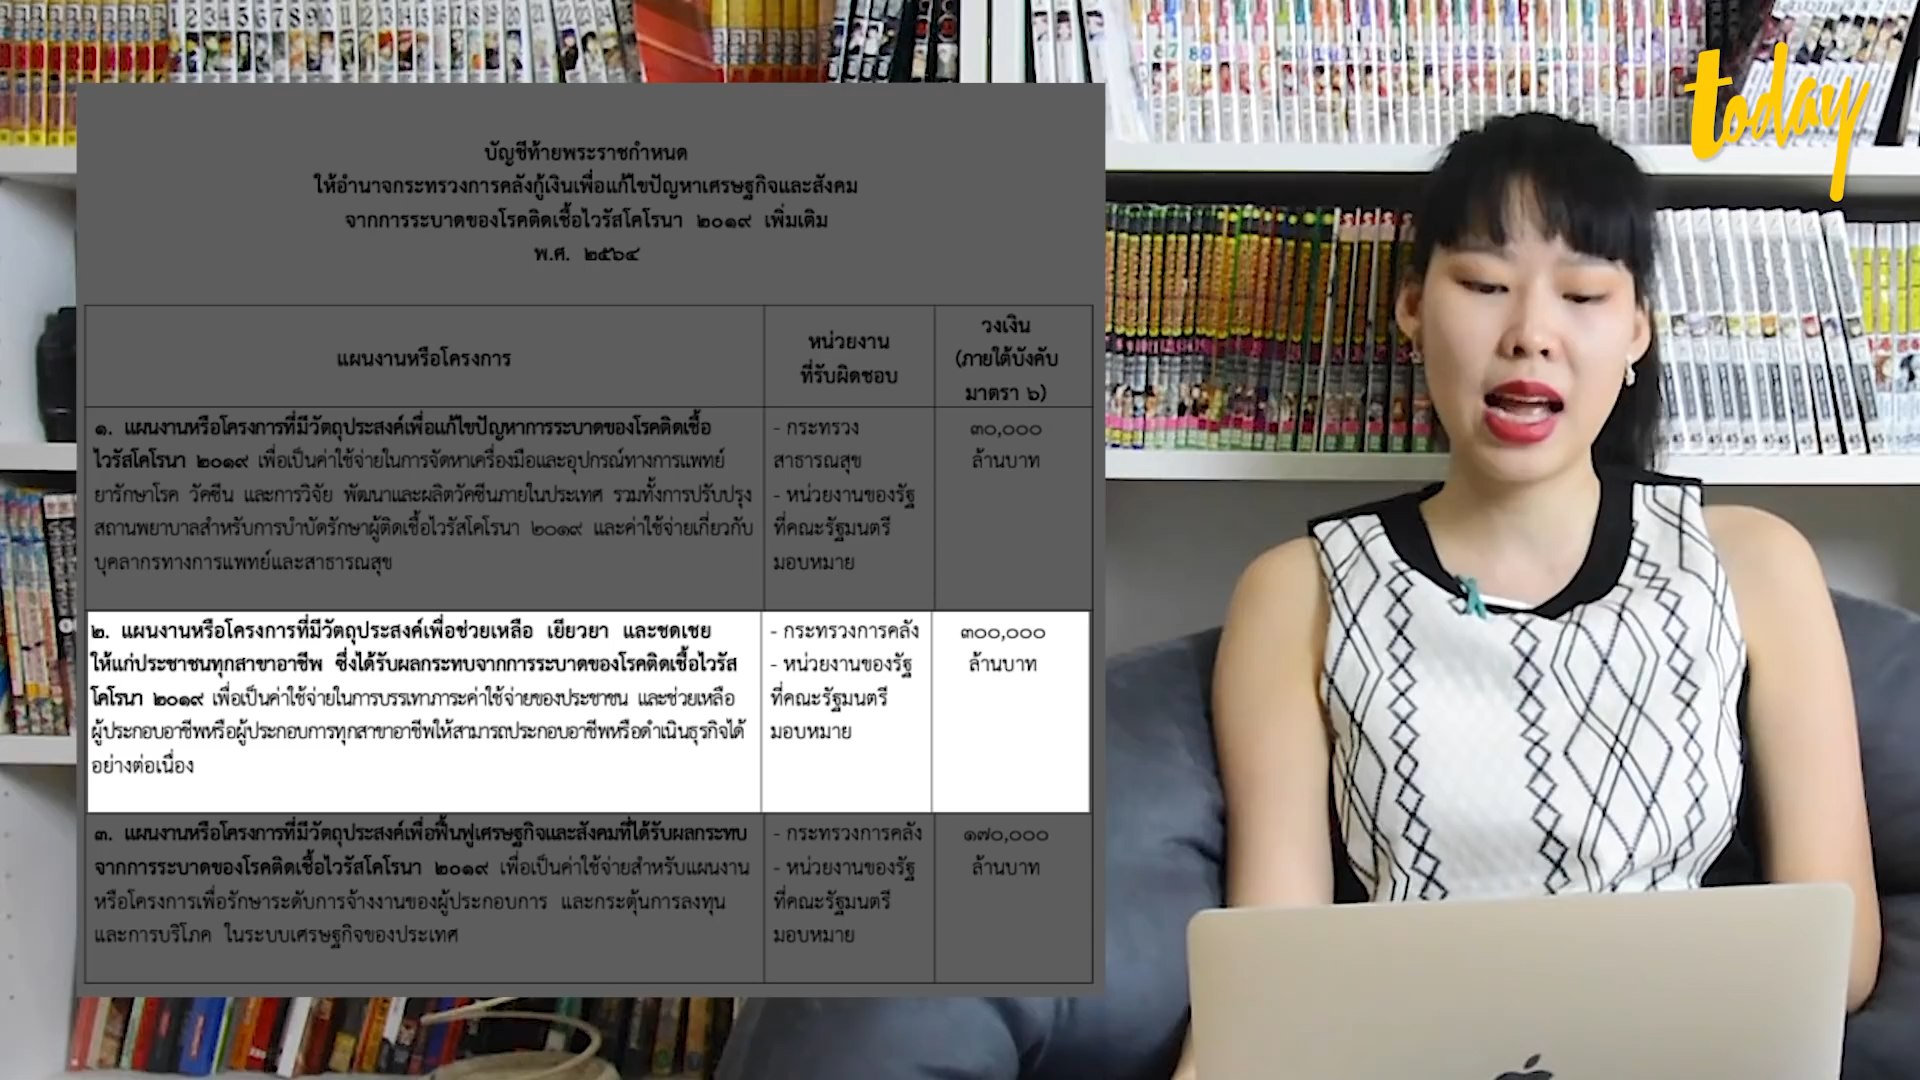 today
บัญชีท้ายพระราชกำหนด
ให้อำนาจกระทรวงการคลังกู้เงินเพื่อแก้ไขปัญหาเศรษฐกิจและสังคม
จากการระบาดของโรคติดเชื้อไวรัสโคโรนา ๒๐๑๙ เพิ่มเติม
พ.ศ. ๒๕๖๔
แผนงานหรือโครงการ
หน่วยงาน
ที่รับผิดชอบ
วงเงิน
(ภายใต้บังคับ
มาตรา ๖)
๑. แผนงานหรือโครงการที่มีวัตถุประสงค์เพื่อแก้ไขปัญหาการระบาดของโรคติดเชื้อ
ไวรัสโคโรนา ๒๐๑๙ เพื่อเป็นค่าใช้จ่ายในการจัดหาเครื่องมือและอุปกรณ์ทางการแพทย์
ยารักษาโรค วัคซีน และการวิจัย พัฒนาและผลิตวัคซีนภายในประเทศ รวมทั้งการปรับปรุง
สถานพยาบาลสำหรับการบำบัดรักษาผู้ติดเชื้อไวรัสโคโรนา ๒๐๑๙ และค่าใช้จ่ายเกี่ยวกับ
บุคลากรทางการแพทย์และสาธารณสุข
- กระทรวง
สาธารณสุข
- หน่วยงานของรัฐ
ที่คณะรัฐมนตรี
มอบหมาย
๓๐,๐๐๐
ล้านบาท
๒. แผนงานหรือโครงการที่มีวัตถุประสงค์เพื่อช่วยเหลือ เยียวยา และชดเชย
ให้แก่ประชาชนทุกสาขาอาชีพ ซึ่งได้รับผลกระทบจากการระบาดของโรคติดเชื้อไวรัส
โคโรนา ๒๐๑๙ เพื่อเป็นค่าใช้จ่ายในการบรรเทาภาระค่าใช้จ่ายของประชาชน และช่วยเหลือ
ผู้ประกอบอาชีพหรือผู้ประกอบการทุกสาขาอาชีพให้สามารถประกอบอาชีพหรือดำเนินธุรกิจได้
อย่างต่อเนื่อง
- กระทรวงการคลัง
- หน่วยงานของรัฐ
ที่คณะรัฐมนตรี
มอบหมาย
๓๐๐,๐๐๐
ล้านบาท
๓. แผนงานหรือโครงการที่มีวัตถุประสงค์เพื่อฟื้นฟูเศรษฐกิจและสังคมที่ได้รับผลกระทบ
จากการระบาดของโรคติดเชื้อไวรัสโคโรนา ๒๐๑๙ เพื่อเป็นค่าใช้จ่ายสำหรับแผนงาน
หรือโครงการเพื่อรักษาระดับการจ้างงานของผู้ประกอบการ และกระตุ้นการลงทุน
และการบริโภค ในระบบเศรษฐกิจของประเทศ
- กระทรวงการคลัง
- หน่วยงานของรัฐ
ที่คณะรัฐมนตรี
มอบหมาย
๑๗๐,๐๐๐
ล้านบาท